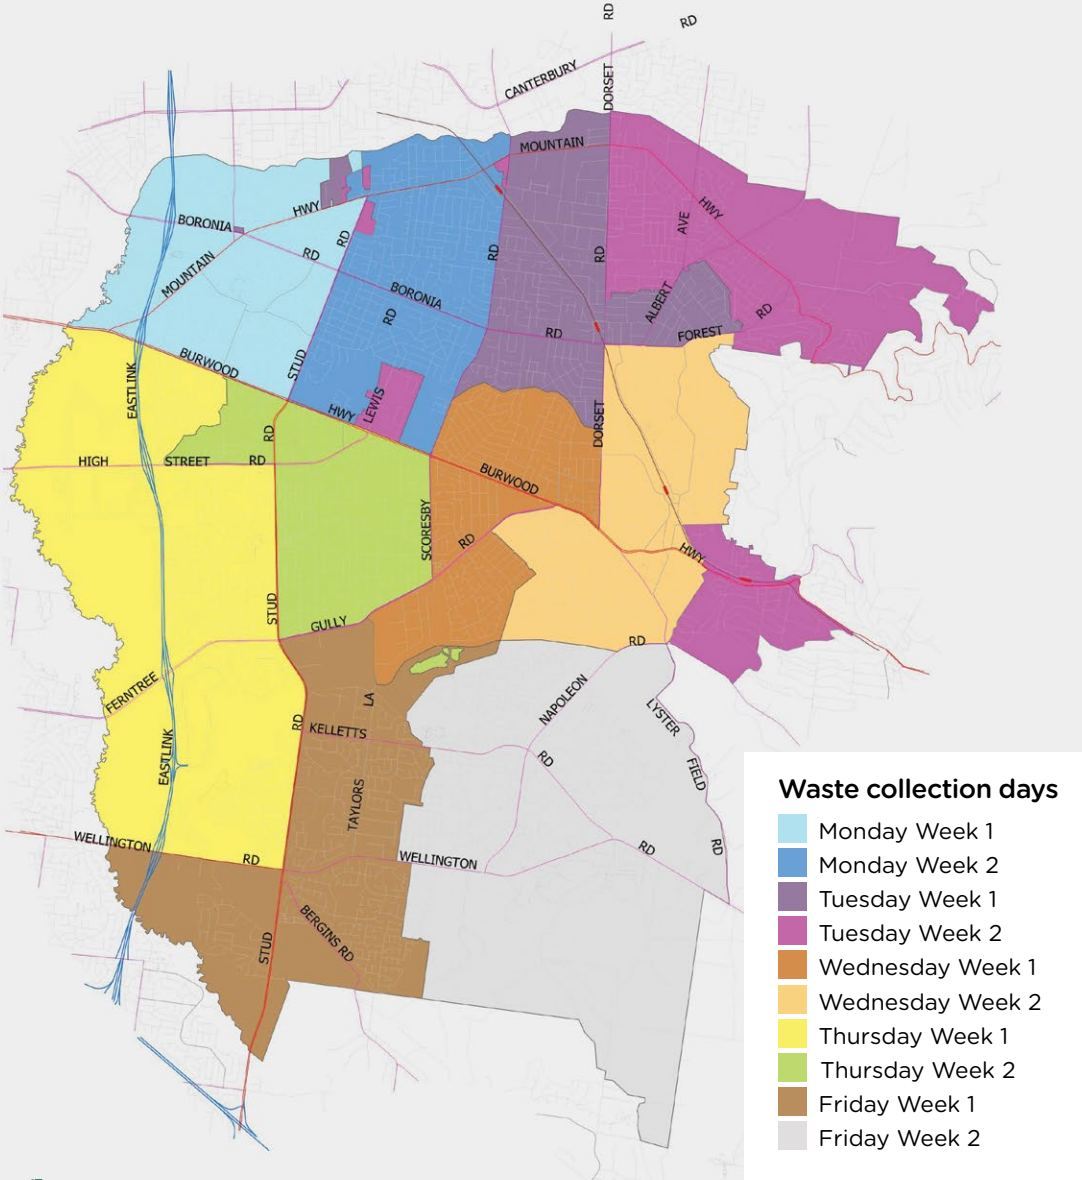 RD
RD
CANTERBURY
DORSET
MOUNTAIN
HWY
BORONIA
HWY
AVE
RD
RD
RD
RD
MOUNTAIN
BORONIA
ALBERT
RD
RD
RD
FOREST
BURWOOD
STUD
EASTLINK
HWY
LEWIS
DORSET
RD
HIGH
STREET
RD
BURWOOD
SCORESBY
RD
HWY
STUD
GULLY
RD
FERNTREE
LA
NAPOLEON
LYSTER
RD
KELLETTS
EASTLINK
RD
FIELD
TAYLORS
WELLINGTON
RD
WELLINGTON
RD
RD
BERGINS RD
STUD
Waste collection days
Monday Week 1
Monday Week 2
Tuesday Week 1
Tuesday Week 2
Wednesday Week 1
Wednesday Week 2
Thursday Week 1
Thursday Week 2
Friday Week 1
Friday Week 2